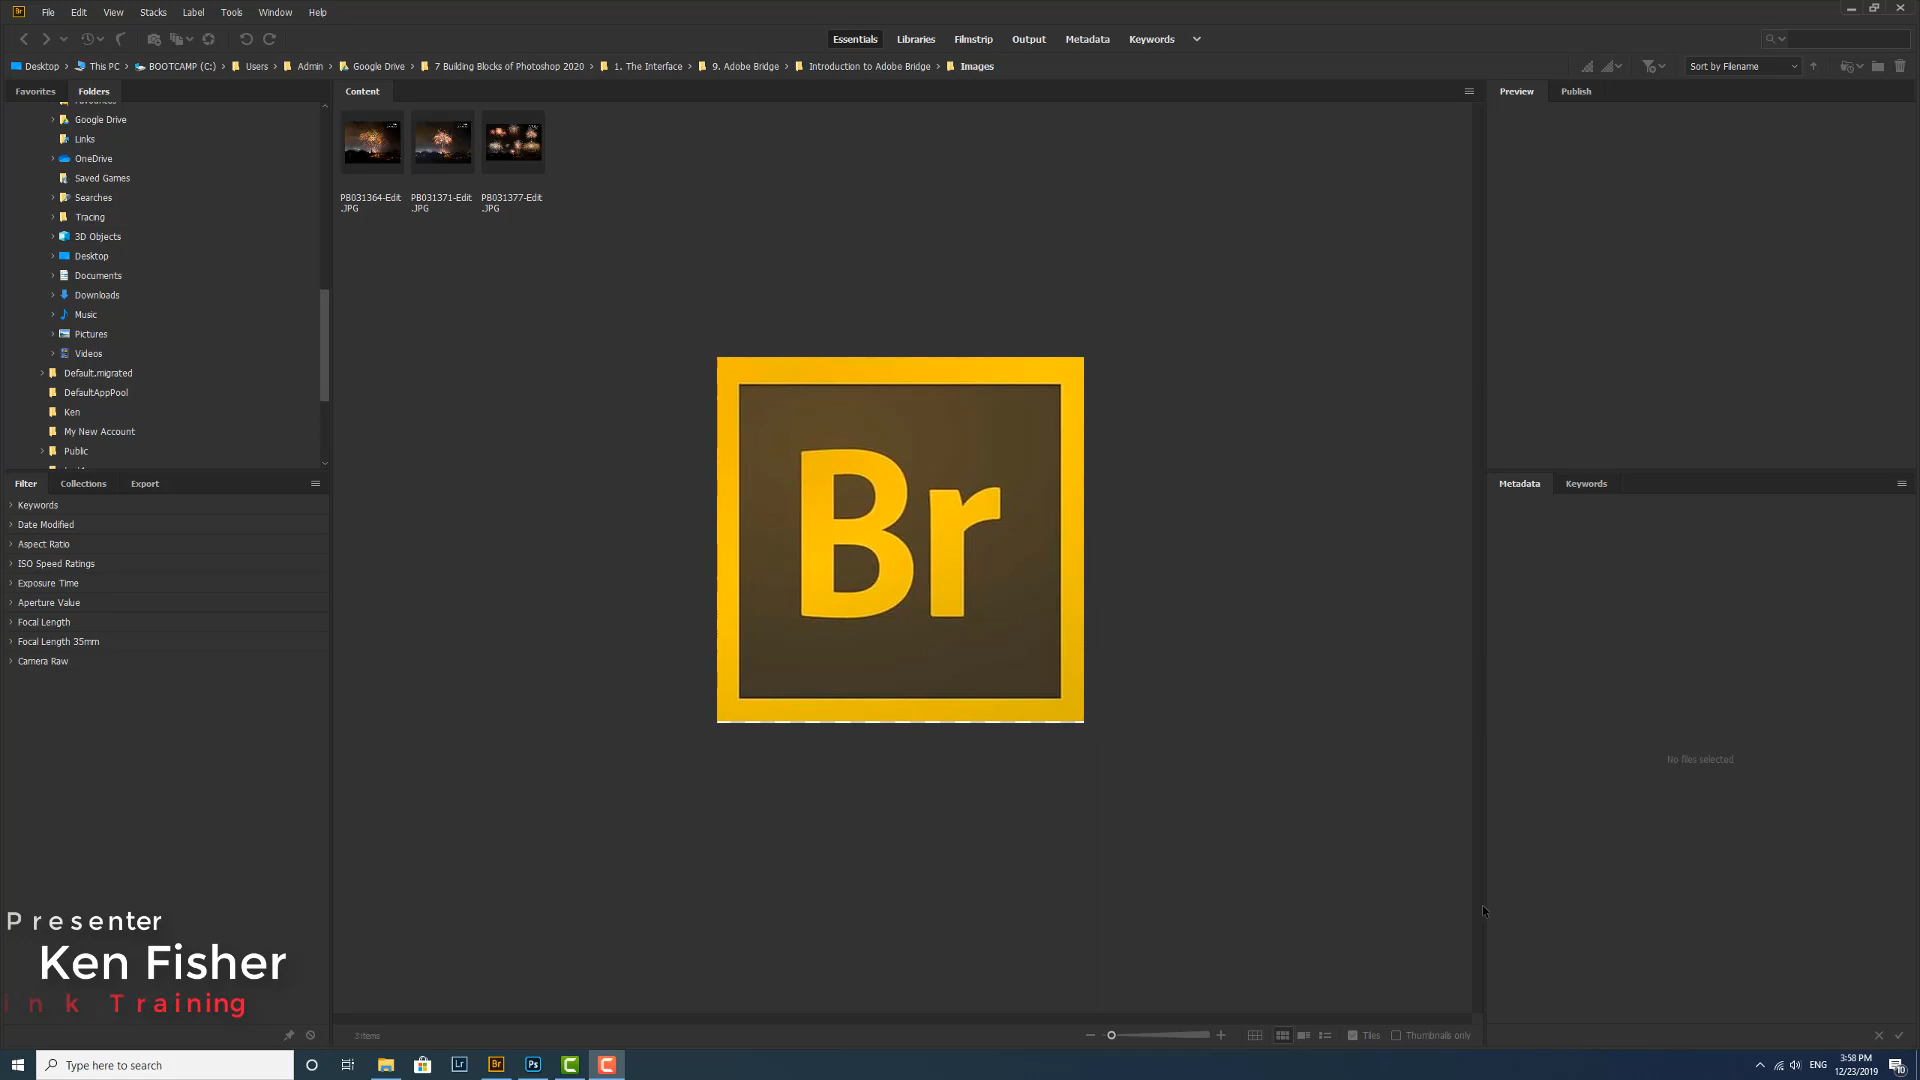 Br File Edit View Stacks Label Tools Window Help
Essentials Libraries Filmstrip Output Metadata Keywords
Desktop This PC BOOTCAMP (C:) Users Admin Google Drive 7 Building Blocks of Photoshop 2020 1. The Interface 9. Adobe Bridge Introduction to Adobe Bridge Images
Sort by Filename
Favorites Folders
Google Drive
Links
OneDrive
Saved Games
Searches
Tracing
3D Objects
Desktop
Documents
Downloads
Music
Pictures
Videos
Default.migrated
DefaultAppPool
Ken
My New Account
Public
Filter Collections Export
Keywords
Date Modified
Aspect Ratio
ISO Speed Ratings
Exposure Time
Aperture Value
Focal Length
Focal Length 35mm
Camera Raw
Presenter
Ken Fisher
ink Training
Content
PB031364-Edit
.JPG
PB031371-Edit
.JPG
PB031377-Edit
.JPG
Br
3 items
Tiles Thumbnails only
Preview Publish
Metadata Keywords
No files selected
Type here to search
Lr Br Ps
ENG
3:58 PM
12/23/2019